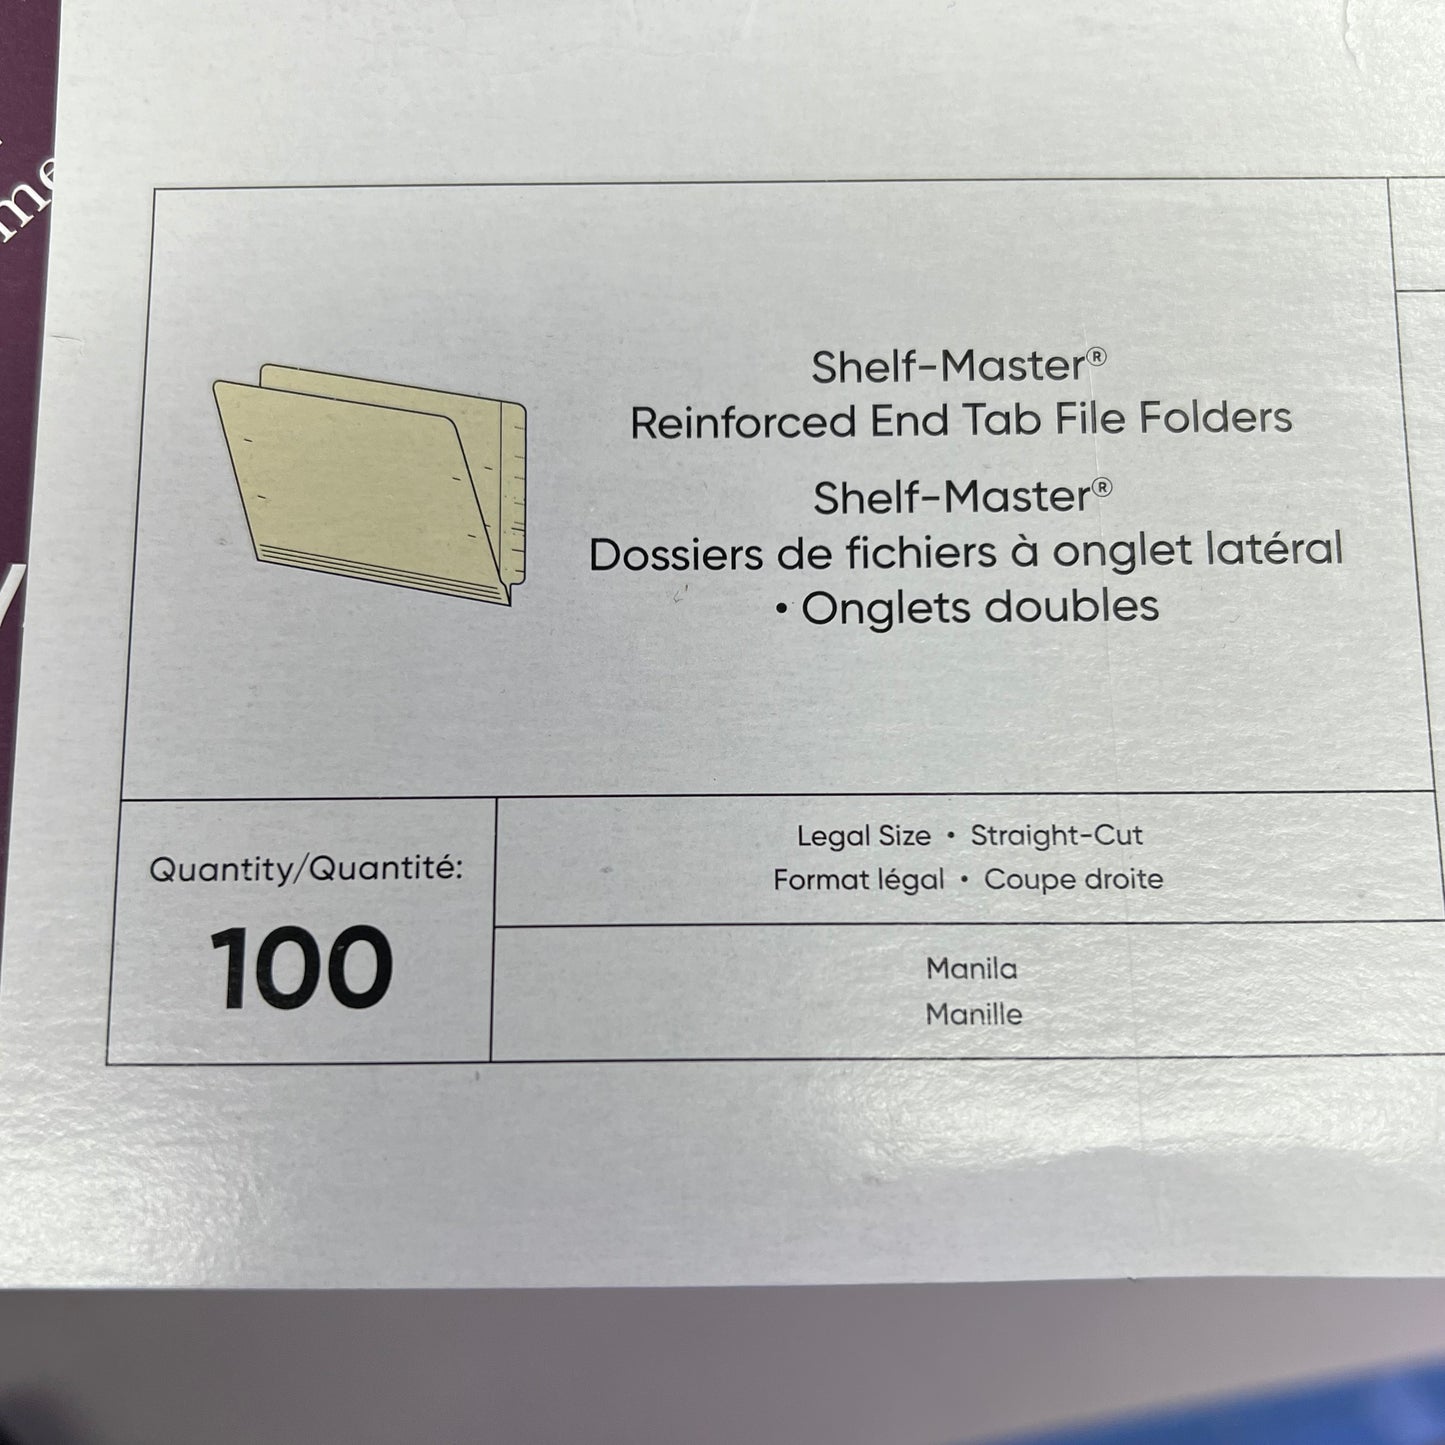 me
Shelf-Master®
Reinforced End Tab File Folders
Shelf-Master®
Dossiers de fichiers à onglet latéral
• Onglets doubles
Quantity/Quantité:
100
Legal Size • Straight-Cut
Format légal • Coupe droite
Manila
Manille